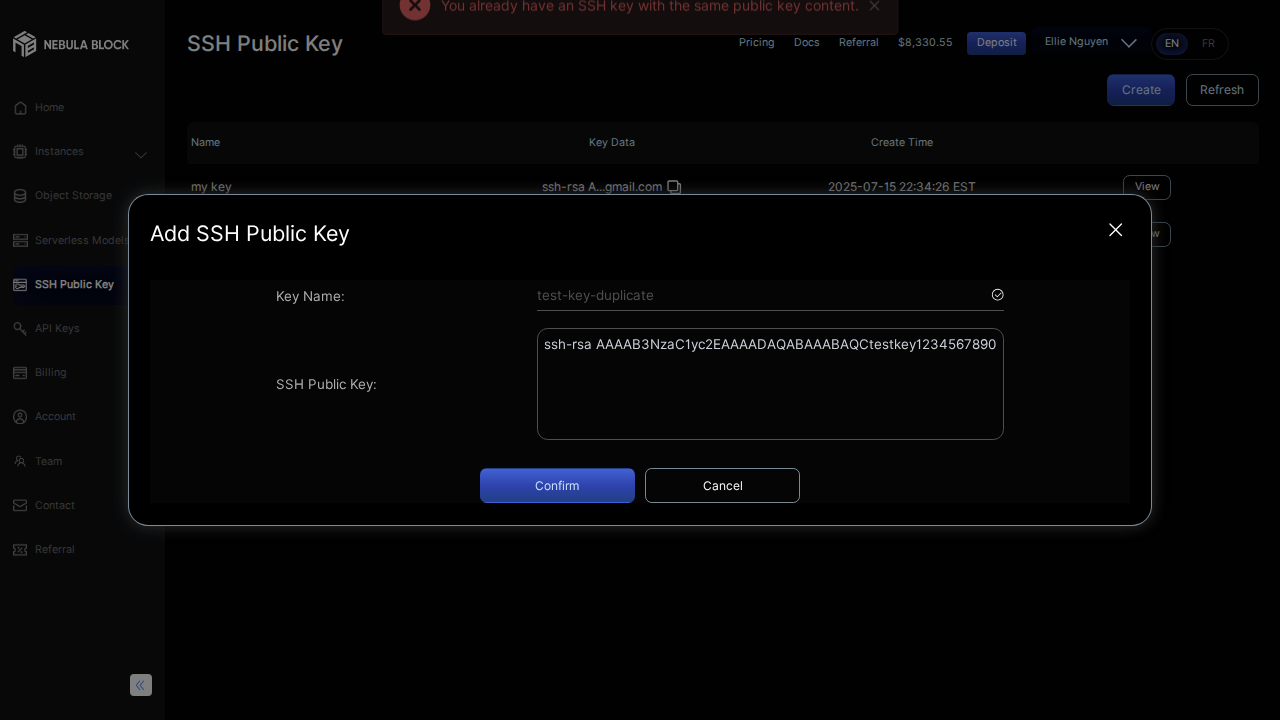 You already have an SSH key with the same public key content.
NEBULA BLOCK
SSH Public Key
Pricing Docs Referral $8,330.55 Deposit Ellie Nguyen EN FR
Create Refresh
Home
Instances
Object Storage
Serverless Models
SSH Public Key
API Keys
Billing
Account
Team
Contact
Referral
Name Key Data Create Time
my key ssh-rsa A...gmail.com 2025-07-15 22:34:26 EST View
Add SSH Public Key
Key Name: test-key-duplicate
SSH Public Key: ssh-rsa AAAAB3NzaC1yc2EAAAADAQABAAABAQCtestkey1234567890
Confirm Cancel